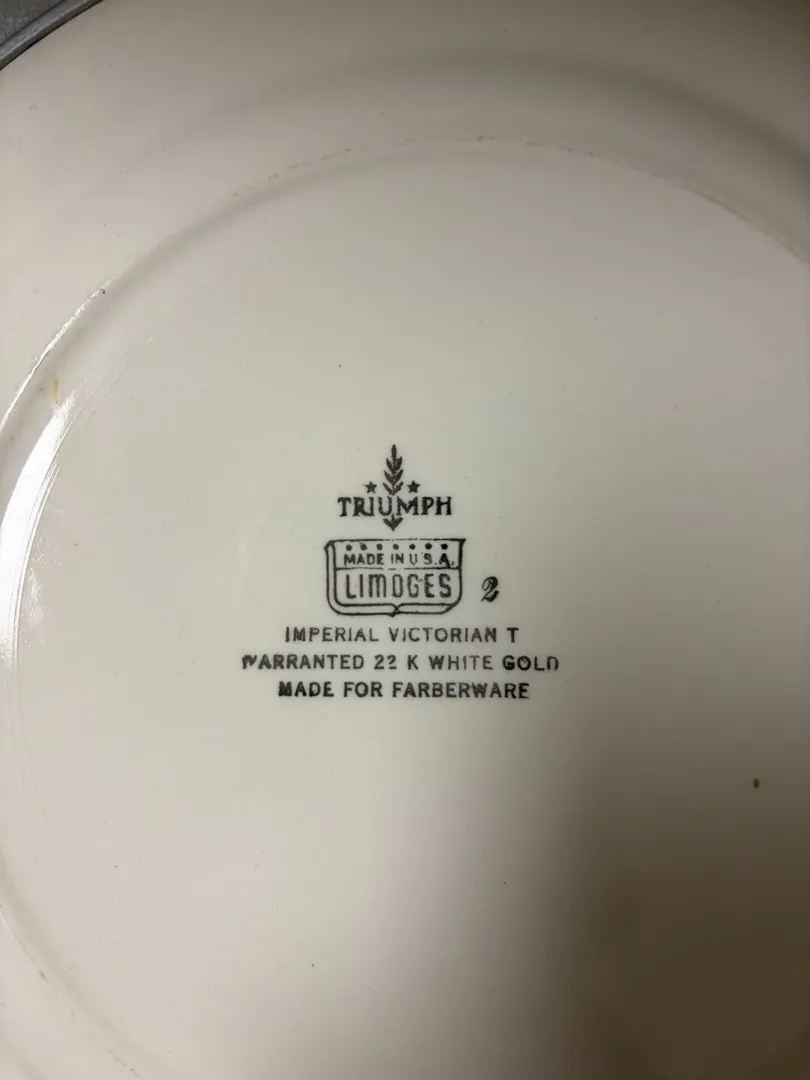 TRIUMPH
MADE IN U.S.A.
LIMOGES 2
IMPERIAL VICTORIAN T
WARRANTED 22 K WHITE GOLD
MADE FOR FARBERWARE